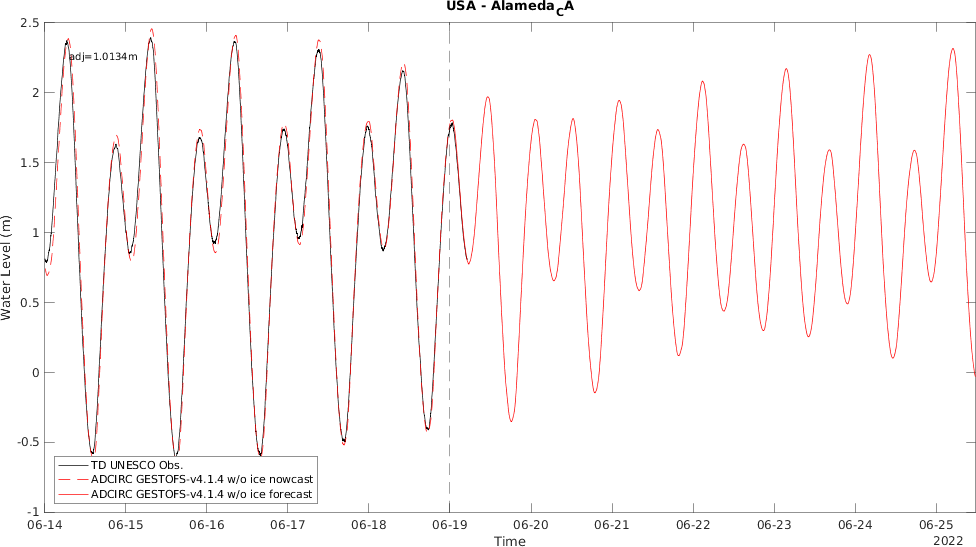 USA - Alameda_CA
2.5
adj=1.0134m
2
1.5
1
0.5
0
-0.5
-1
Water Level (m)
TD UNESCO Obs.
ADCIRC GESTOFS-v4.1.4 w/o ice nowcast
ADCIRC GESTOFS-v4.1.4 w/o ice forecast
06-14 06-15 06-16 06-17 06-18 06-19 06-20 06-21 06-22 06-23 06-24 06-25
Time
2022